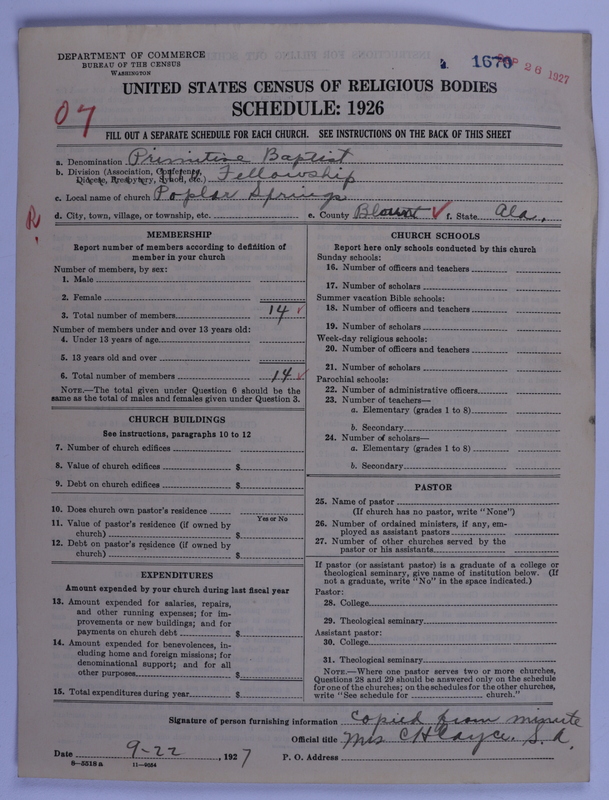 DEPARTMENT OF COMMERCE
BUREAU OF THE CENSUS
WASHINGTON
1670
SEP 28 1927
UNITED STATES CENSUS OF RELIGIOUS BODIES
SCHEDULE: 1926
07
FILL OUT A SEPARATE SCHEDULE FOR EACH CHURCH. SEE INSTRUCTIONS ON THE BACK OF THIS SHEET
a. Denomination Primitive Baptist
b. Division (Association, Conference, Diocese, Presbytery, Synod, etc.) Fellowship
c. Local name of church Poplar Springs
d. City, town, village, or township, etc. e. County Blount f. State Ala.
R.
MEMBERSHIP
Report number of members according to definition of
member in your church
Number of members, by sex:
1. Male
2. Female
3. Total number of members 14
Number of members under and over 13 years old:
4. Under 13 years of age
5. 13 years old and over
6. Total number of members 14
NOTE.—The total given under Question 6 should be
same as the total of males and females given under Question 3.
CHURCH BUILDINGS
See instructions, paragraphs 10 to 12
7. Number of church edifices
8. Value of church edifices $
9. Debt on church edifices $
10. Does church own pastor's residence
Yes or No
11. Value of pastor's residence (if owned by
church) $
12. Debt on pastor's residence (if owned by
church) $
EXPENDITURES
Amount expended by your church during last fiscal year
13. Amount expended for salaries, repairs,
and other running expenses; for im-
provements or new buildings; and for
payments on church debt $
14. Amount expended for benevolences, in-
cluding home and foreign missions; for
denominational support; and for all
other purposes $
15. Total expenditures during year $
CHURCH SCHOOLS
Report here only schools conducted by this church
Sunday schools:
16. Number of officers and teachers
17. Number of scholars
Summer vacation Bible schools:
18. Number of officers and teachers
19. Number of scholars
Week-day religious schools:
20. Number of officers and teachers
21. Number of scholars
Parochial schools:
22. Number of administrative officers
23. Number of teachers—
a. Elementary (grades 1 to 8)
b. Secondary
24. Number of scholars—
a. Elementary (grades 1 to 8)
b. Secondary
PASTOR
25. Name of pastor
(If church has no pastor, write "None")
26. Number of ordained ministers, if any, em-
ployed as assistant pastors
27. Number of other churches served by the
pastor or his assistants
If pastor (or assistant pastor) is a graduate of a college or
theological seminary, give name of institution below. (If
not a graduate, write "No" in the space indicated.)
Pastor:
28. College
29. Theological seminary
Assistant pastor:
30. College
31. Theological seminary
NOTE.—Where one pastor serves two or more churches,
Questions 28 and 29 should be answered only on the schedule
for one of the churches; on the schedules for the other churches,
write "See schedule for church."
Signature of person furnishing information copied from minute
Official title Mrs C H Cayce, S. A.
Date 9-22, 1927 P. O. Address
8-5518 a 11-9054